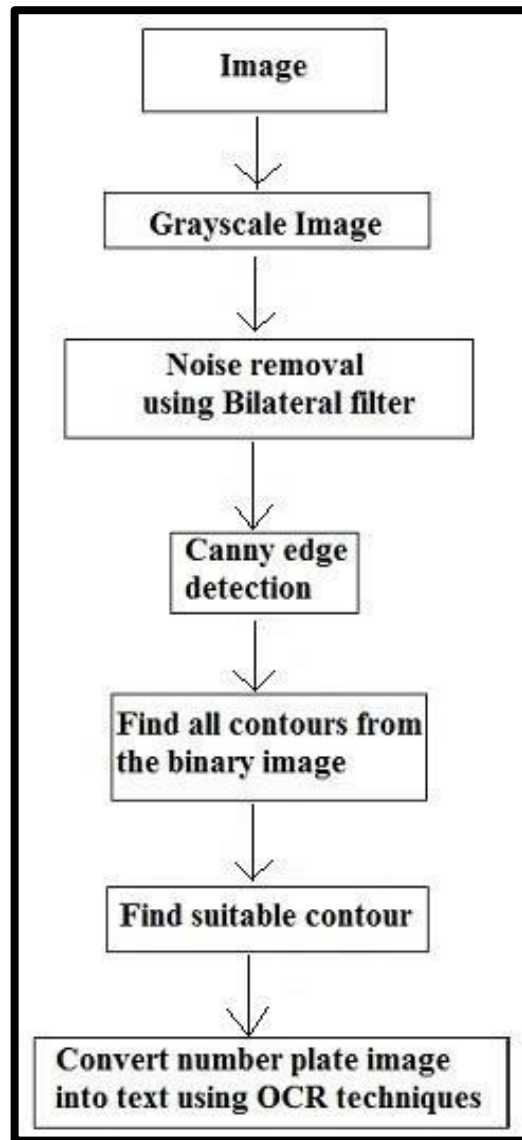 Image
Grayscale Image
Noise removal
using Bilateral filter
Canny edge
detection
Find all contours from
the binary image
Find suitable contour
Convert number plate image
into text using OCR techniques